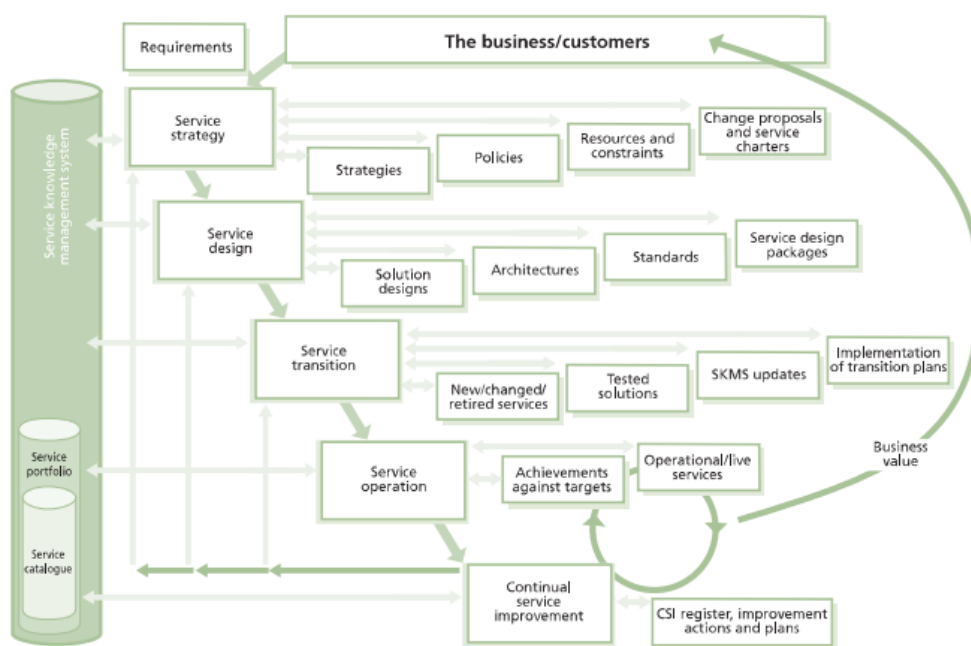 The business/customers
Requirements
Service knowledge
management system
Service
strategy
Strategies
Policies
Resources and
constraints
Change proposals
and service
charters
Service
design
Solution
designs
Architectures
Standards
Service design
packages
Service
transition
New/changed/
retired services
Tested
solutions
SKMS updates
Implementation
of transition plans
Service
portfolio
Service
catalogue
Service
operation
Achievements
against targets
Operational/live
services
Business
value
Continual
service
improvement
CSI register, improvement
actions and plans